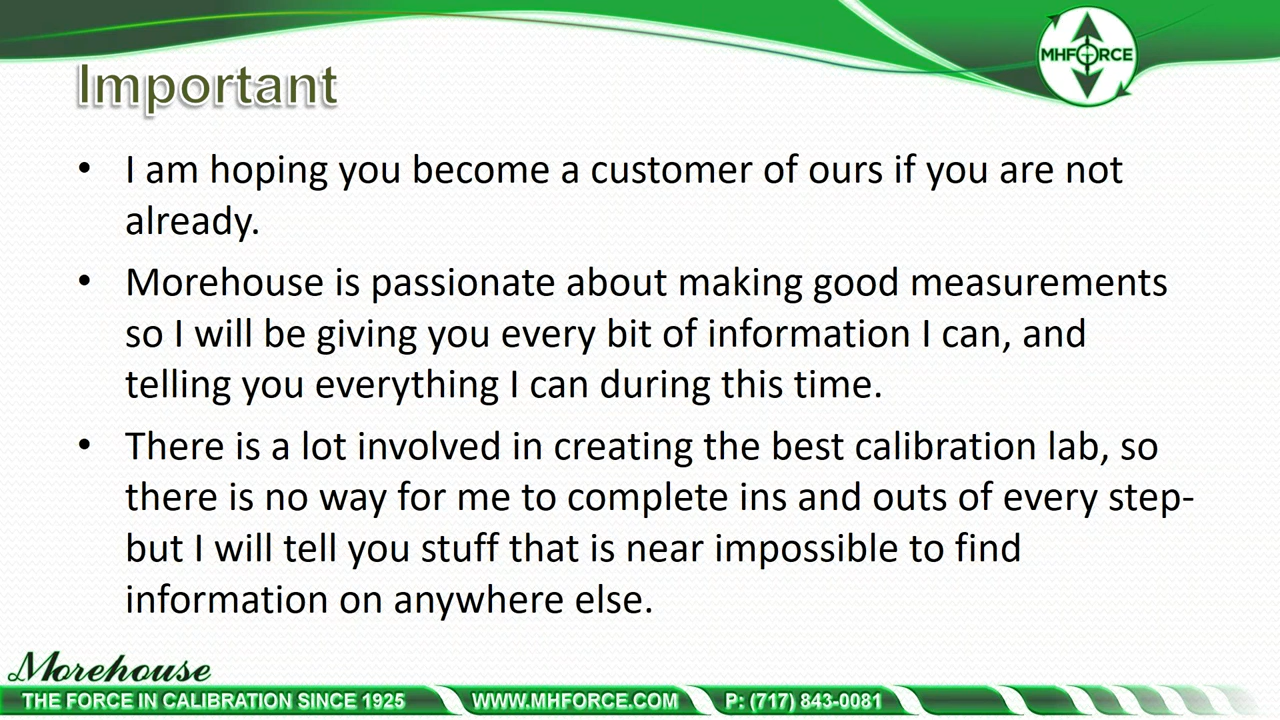 MHFORCE
Important
• I am hoping you become a customer of ours if you are not
already.
• Morehouse is passionate about making good measurements
so I will be giving you every bit of information I can, and
telling you everything I can during this time.
• There is a lot involved in creating the best calibration lab, so
there is no way for me to complete ins and outs of every step-
but I will tell you stuff that is near impossible to find
information on anywhere else.
Morehouse
THE FORCE IN CALIBRATION SINCE 1925 WWW.MHFORCE.COM P: (717) 843-0081